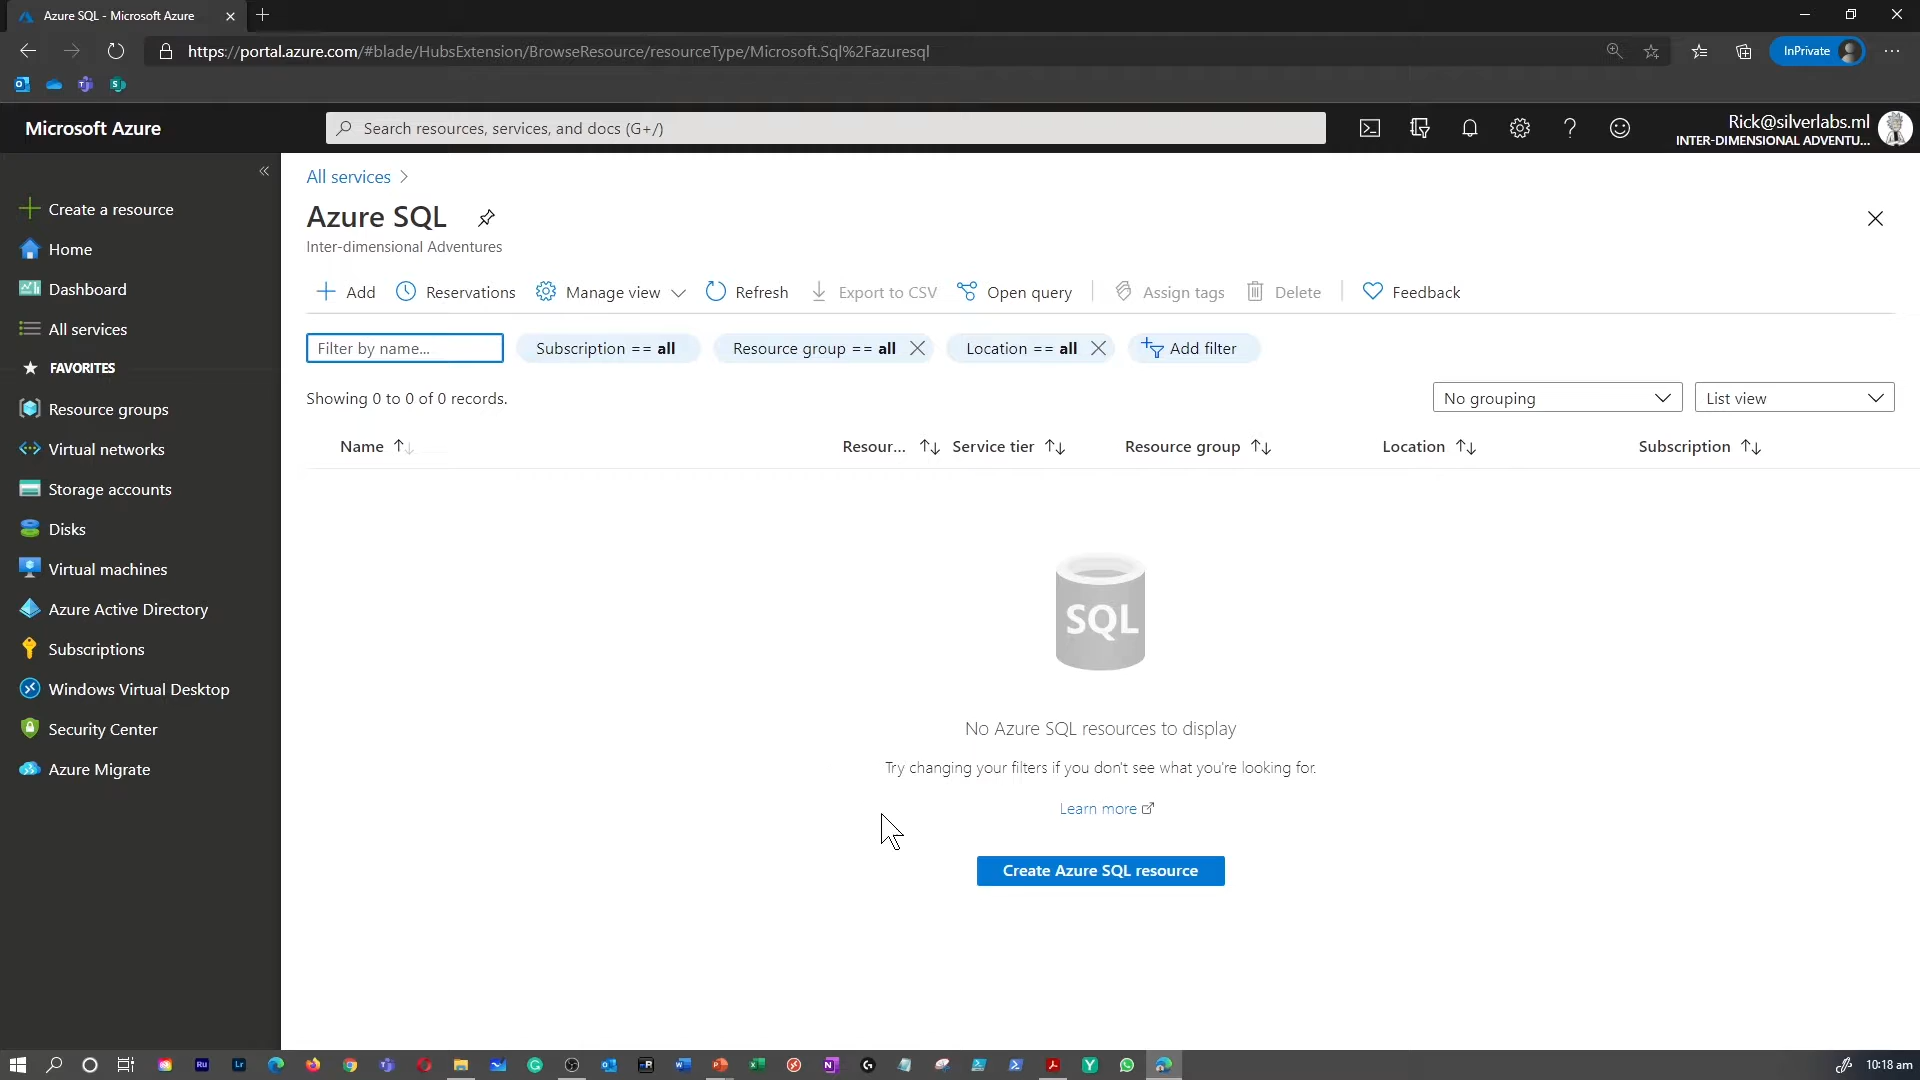 Azure SQL - Microsoft Azure
https://portal.azure.com/#blade/HubsExtension/BrowseResource/resourceType/Microsoft.Sql%2Fazuresql
InPrivate
Microsoft Azure
Search resources, services, and docs (G+/)
Rick@silverlabs.ml
INTER-DIMENSIONAL ADVENTU...
Create a resource
Home
Dashboard
All services
FAVORITES
Resource groups
Virtual networks
Storage accounts
Disks
Virtual machines
Azure Active Directory
Subscriptions
Windows Virtual Desktop
Security Center
Azure Migrate
All services
Azure SQL
Inter-dimensional Adventures
Add Reservations Manage view Refresh Export to CSV Open query Assign tags Delete Feedback
Filter by name... Subscription == all Resource group == all Location == all Add filter
Showing 0 to 0 of 0 records. No grouping List view
Name Resour... Service tier Resource group Location Subscription
SQL
No Azure SQL resources to display
Try changing your filters if you don't see what you're looking for.
Learn more
Create Azure SQL resource
10:18 am